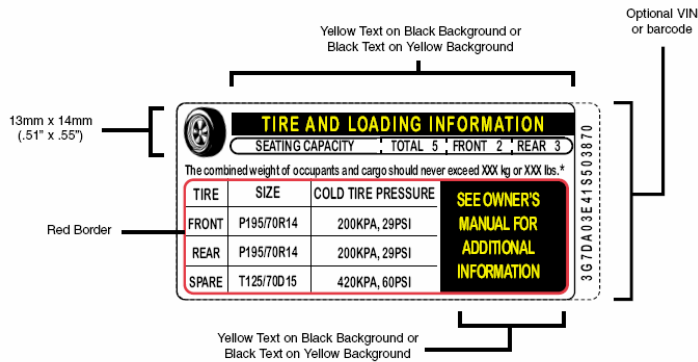 Optional VIN
or barcode
Yellow Text on Black Background or
Black Text on Yellow Background
13mm x 14mm
(.51" x .55")
TIRE AND LOADING INFORMATION
SEATING CAPACITY TOTAL 5 FRONT 2 REAR 3
The combined weight of occupants and cargo should never exceed XXX kg or XXX lbs.*
TIRE SIZE COLD TIRE PRESSURE
FRONT P195/70R14 200KPA, 29PSI
REAR P195/70R14 200KPA, 29PSI
SPARE T125/70D15 420KPA, 60PSI
SEE OWNER'S
MANUAL FOR
ADDITIONAL
INFORMATION
3G7DA03E41S503870
Red Border
Yellow Text on Black Background or
Black Text on Yellow Background